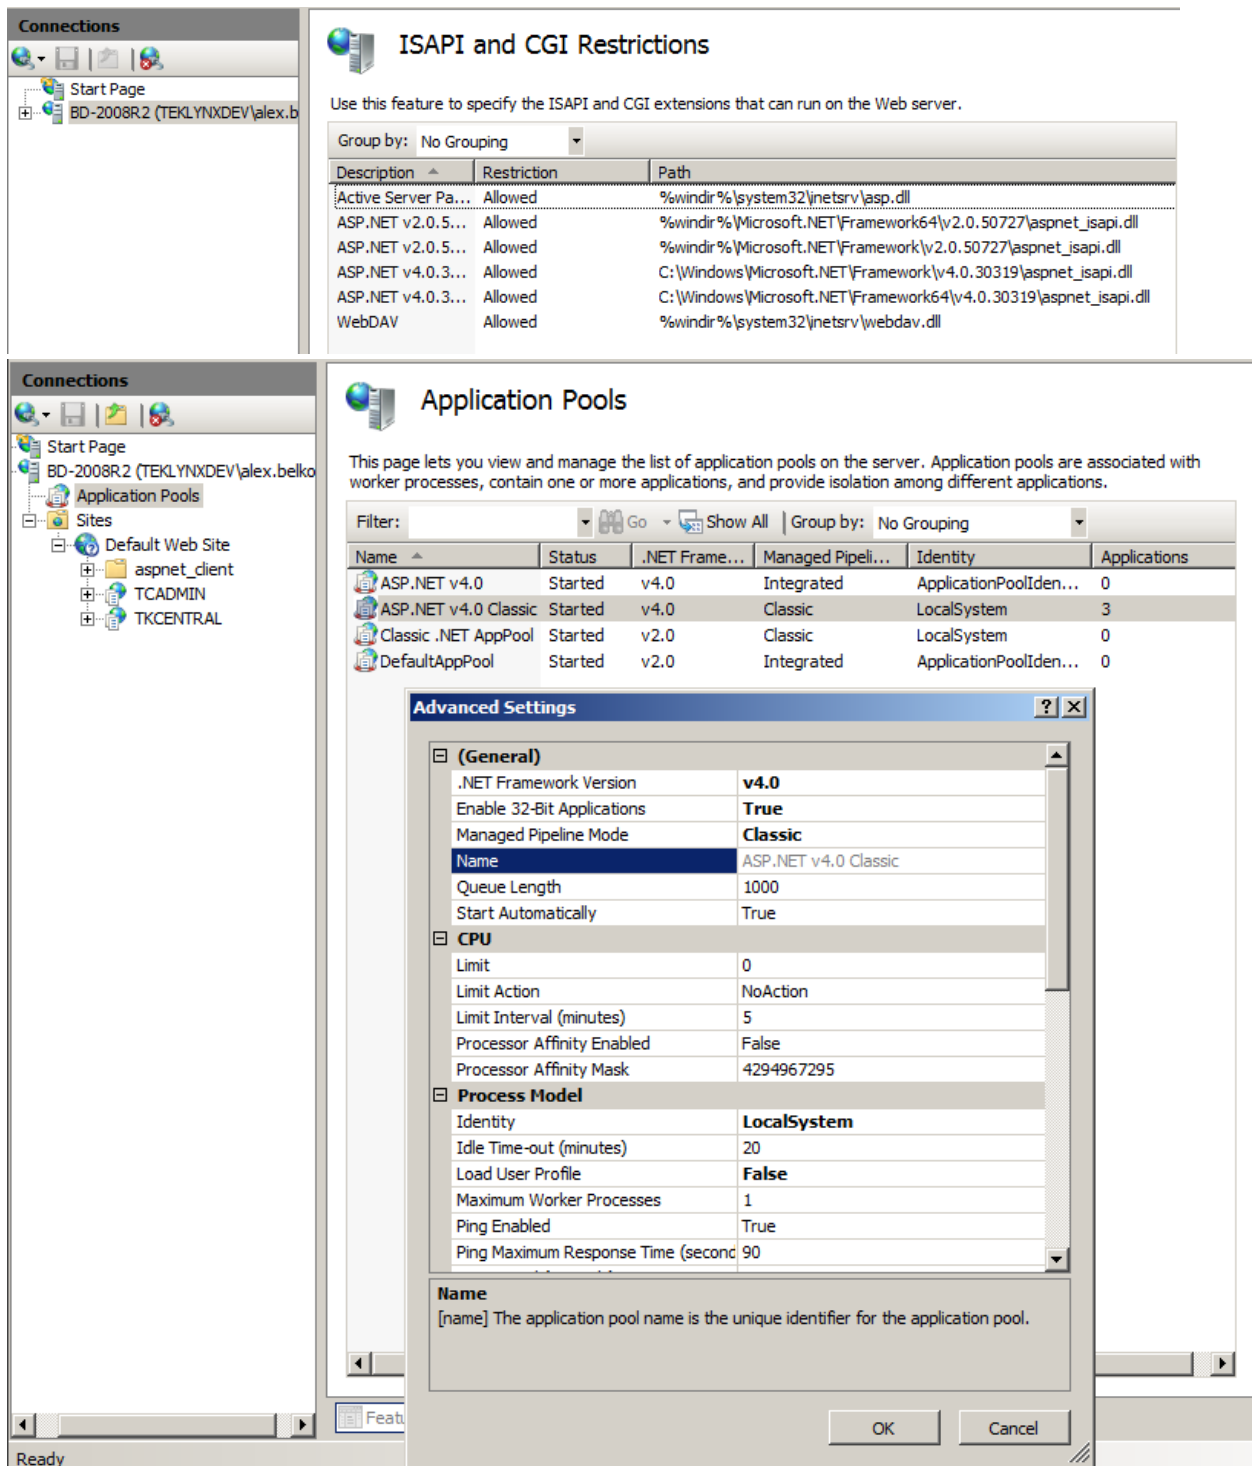 Connections
Start Page
BD-2008R2 (TEKLYNXDEV\alex.b
ISAPI and CGI Restrictions
Use this feature to specify the ISAPI and CGI extensions that can run on the Web server.
Group by: No Grouping
Description Restriction Path
Active Server Pa... Allowed %windir%\system32\inetsrv\asp.dll
ASP.NET v2.0.5... Allowed %windir%\Microsoft.NET\Framework64\v2.0.50727\aspnet_isapi.dll
ASP.NET v2.0.5... Allowed %windir%\Microsoft.NET\Framework\v2.0.50727\aspnet_isapi.dll
ASP.NET v4.0.3... Allowed C:\Windows\Microsoft.NET\Framework\v4.0.30319\aspnet_isapi.dll
ASP.NET v4.0.3... Allowed C:\Windows\Microsoft.NET\Framework64\v4.0.30319\aspnet_isapi.dll
WebDAV Allowed %windir%\system32\inetsrv\webdav.dll
Connections
Start Page
BD-2008R2 (TEKLYNXDEV\alex.belko
Application Pools
Sites
Default Web Site
aspnet_client
TCADMIN
TKCENTRAL
Application Pools
This page lets you view and manage the list of application pools on the server. Application pools are associated with
worker processes, contain one or more applications, and provide isolation among different applications.
Filter: Go Show All Group by: No Grouping
Name Status .NET Frame... Managed Pipeli... Identity Applications
ASP.NET v4.0 Started v4.0 Integrated ApplicationPoolIden... 0
ASP.NET v4.0 Classic Started v4.0 Classic LocalSystem 3
Classic .NET AppPool Started v2.0 Classic LocalSystem 0
DefaultAppPool Started v2.0 Integrated ApplicationPoolIden... 0
Advanced Settings
(General)
.NET Framework Version v4.0
Enable 32-Bit Applications True
Managed Pipeline Mode Classic
Name ASP.NET v4.0 Classic
Queue Length 1000
Start Automatically True
CPU
Limit 0
Limit Action NoAction
Limit Interval (minutes) 5
Processor Affinity Enabled False
Processor Affinity Mask 4294967295
Process Model
Identity LocalSystem
Idle Time-out (minutes) 20
Load User Profile False
Maximum Worker Processes 1
Ping Enabled True
Ping Maximum Response Time (second 90
Name
[name] The application pool name is the unique identifier for the application pool.
OK Cancel
Featu
Ready